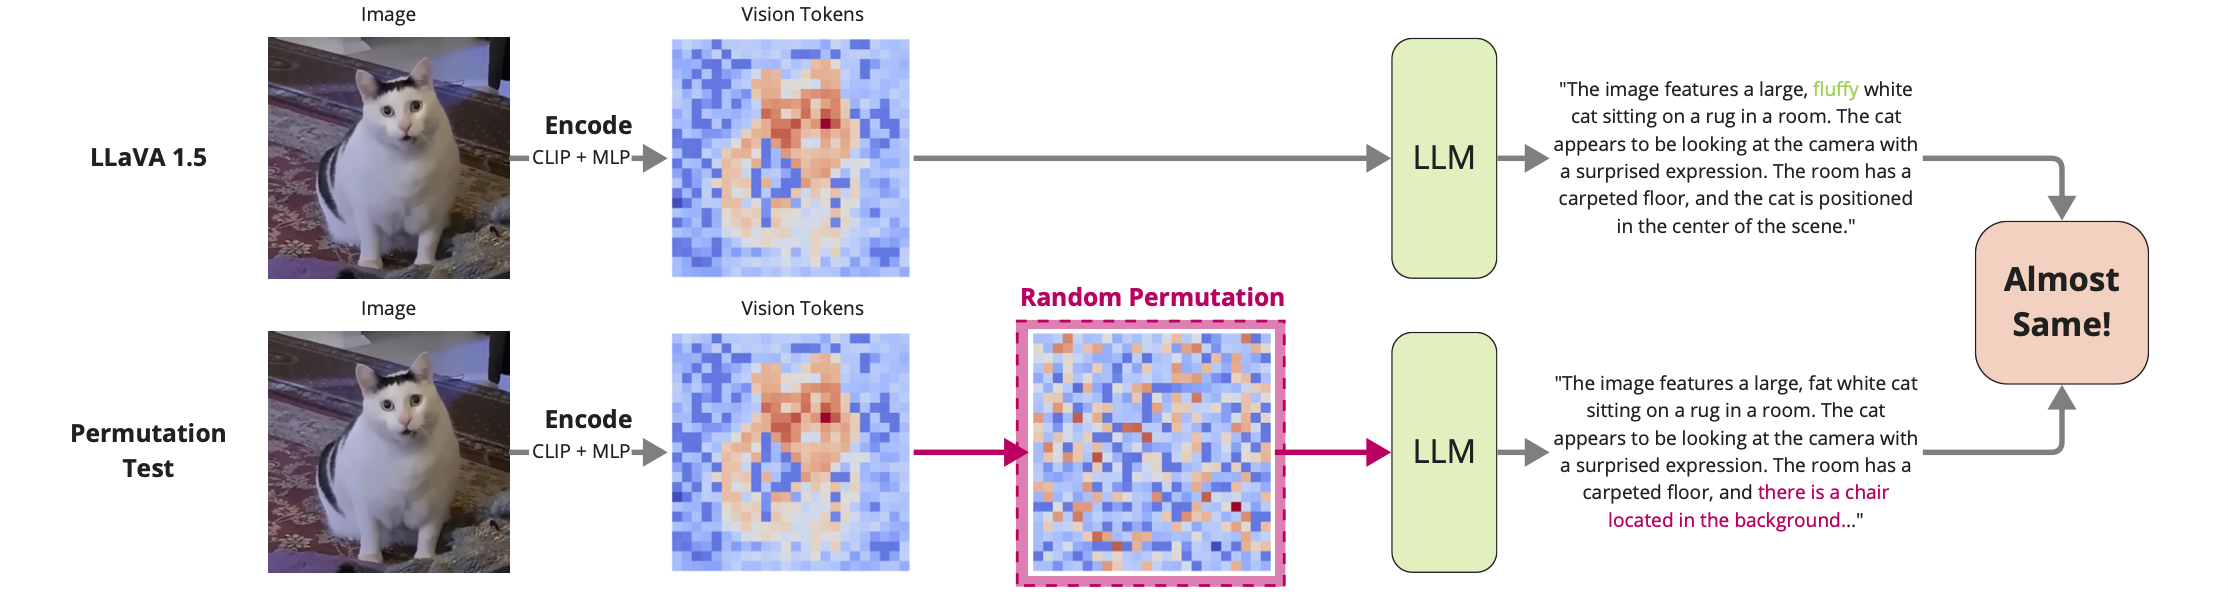 Image
Vision Tokens
LLaVA 1.5
Encode
CLIP + MLP
LLM
"The image features a large, fluffy white
cat sitting on a rug in a room. The cat
appears to be looking at the camera with
a surprised expression. The room has a
carpeted floor, and the cat is positioned
in the center of the scene."
Almost
Same!
Image
Vision Tokens
Random Permutation
Permutation
Test
Encode
CLIP + MLP
LLM
"The image features a large, fat white cat
sitting on a rug in a room. The cat
appears to be looking at the camera with
a surprised expression. The room has a
carpeted floor, and there is a chair
located in the background..."